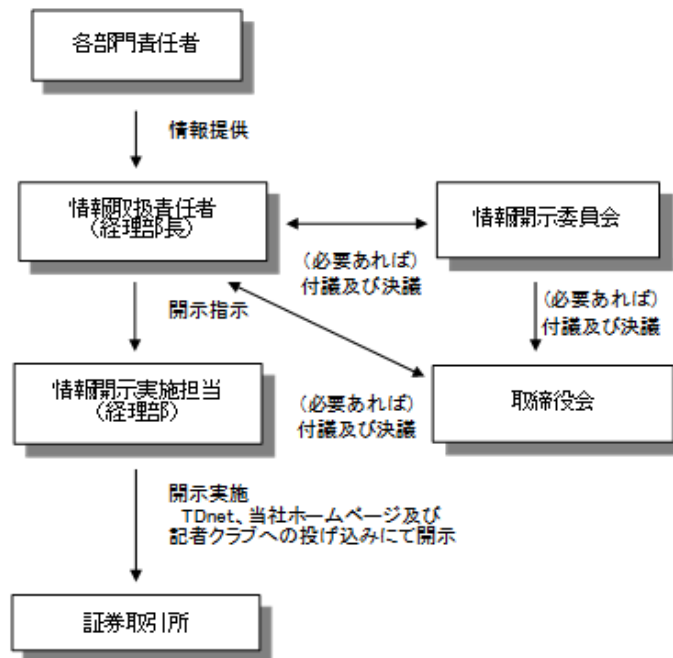 各部門責任者
情報提供
情報取扱責任者
（経理部長）
情報開示委員会
（必要あれば）
付議及び決議
（必要あれば）
付議及び決議
開示指示
情報開示実施担当
（経理部）
（必要あれば）
付議及び決議
取締役会
開示実施
TDnet、当社ホームページ及び
記者クラブへの投げ込みにて開示
証券取引所